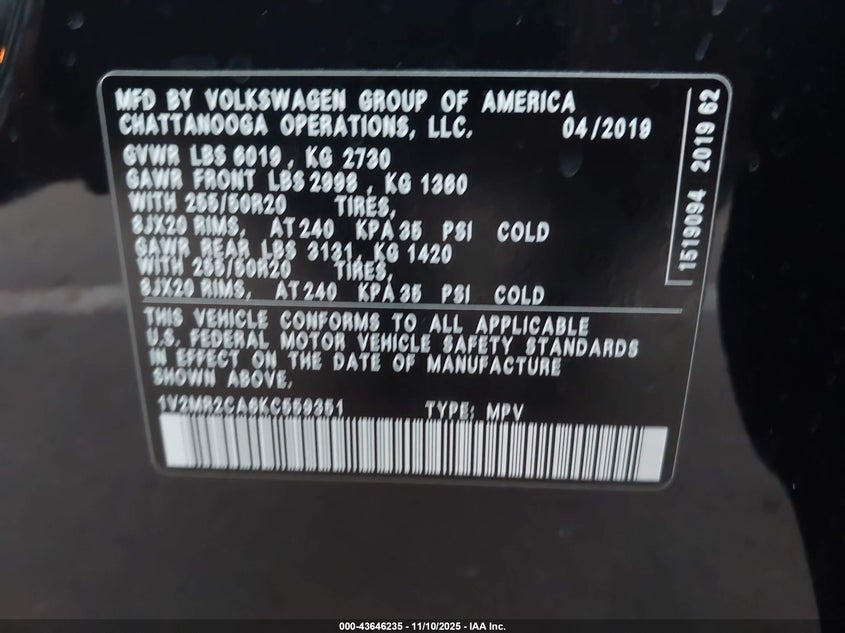 MFD BY VOLKSWAGEN GROUP OF AMERICA
CHATTANOOGA OPERATIONS, LLC. 04/2019
GVWR LBS 6019, KG 2730
GAWR FRONT LBS 2998, KG 1360
WITH 255/50R20 TIRES,
8JX20 RIMS, AT 240 KPA 35 PSI COLD
GAWR REAR LBS 3131, KG 1420
WITH 255/50R20 TIRES,
8JX20 RIMS, AT 240 KPA 35 PSI COLD
THIS VEHICLE CONFORMS TO ALL APPLICABLE
U.S. FEDERAL MOTOR VEHICLE SAFETY STANDARDS
IN EFFECT ON THE DATE OF MANUFACTURE
SHOWN ABOVE.
1V2MR2CA6KC559351 TYPE: MPV
1519094 2019 62
000-43646235 - 11/10/2025 - IAA Inc.